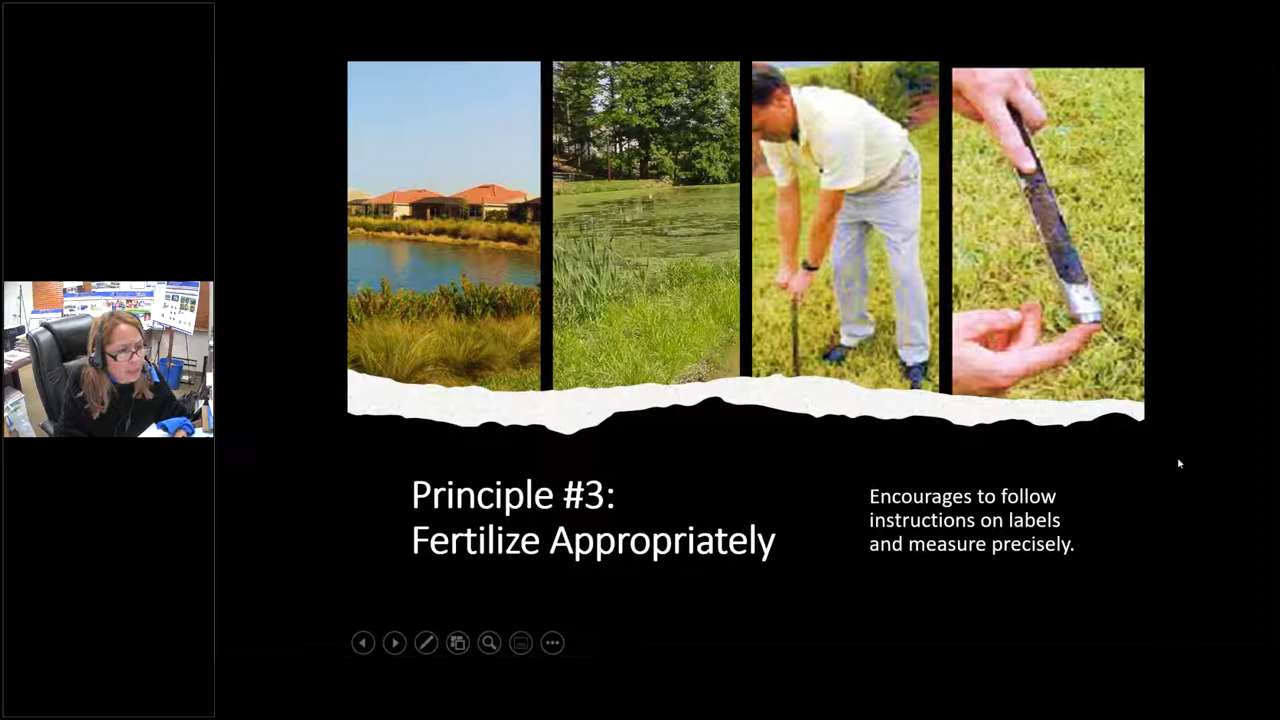 Principle #3:
Fertilize Appropriately
Encourages to follow
instructions on labels
and measure precisely.